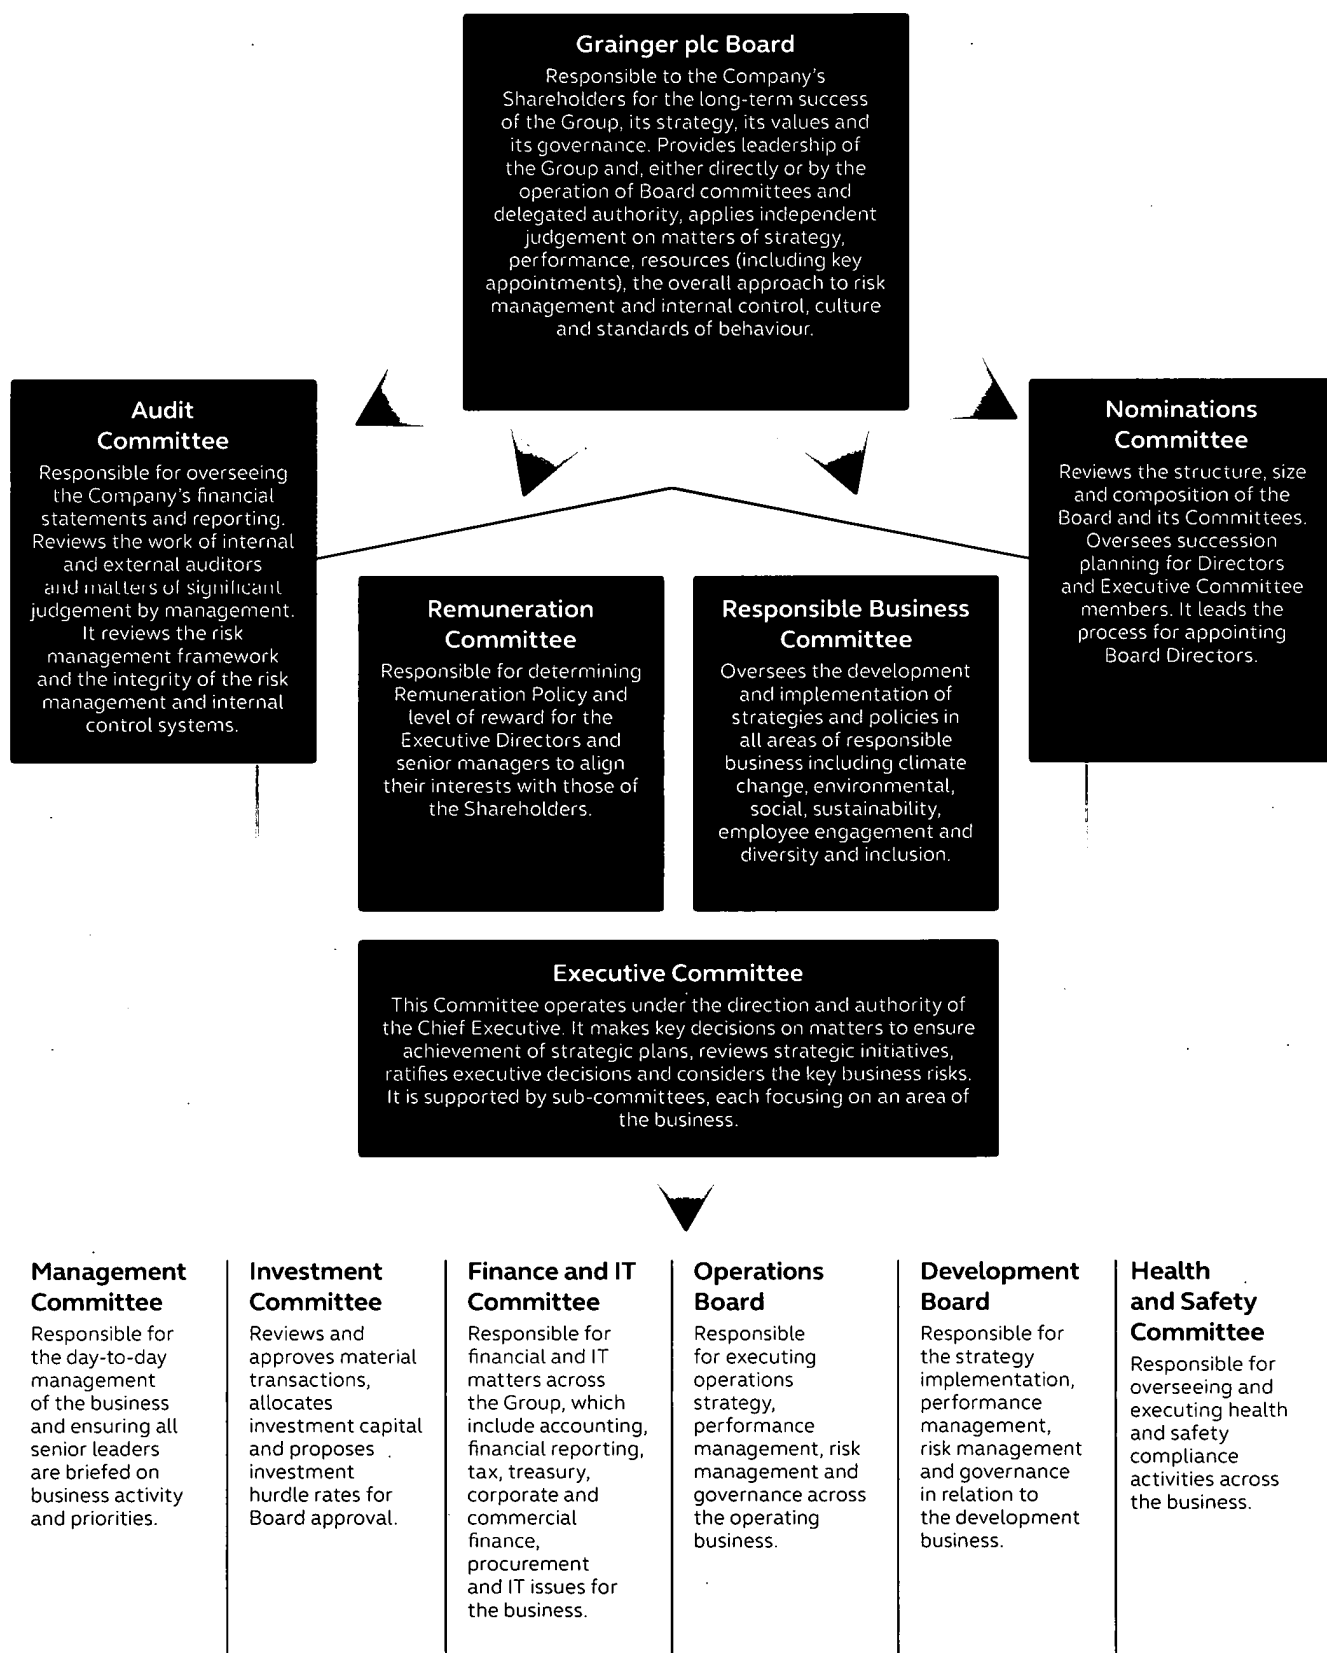 Grainger plc Board
Responsible to the Company's
Shareholders for the long-term success
of the Group, its strategy, its values and
its governance. Provides leadership of
the Group and, either directly or by the
operation of Board committees and
delegated authority, applies independent
judgement on matters of strategy,
performance, resources (including key
appointments), the overall approach to risk
management and internal control, culture
and standards of behaviour.
Audit
Committee
Responsible for overseeing
the Company's financial
statements and reporting.
Reviews the work of internal
and external auditors
and matters of significant
judgement by management.
It reviews the risk
management framework
and the integrity of the risk
management and internal
control systems.
Remuneration
Committee
Responsible for determining
Remuneration Policy and
level of reward for the
Executive Directors and
senior managers to align
their interests with those of
the Shareholders.
Responsible Business
Committee
Oversees the development
and implementation of
strategies and policies in
all areas of responsible
business including climate
change, environmental,
social, sustainability,
employee engagement and
diversity and inclusion.
Nominations
Committee
Reviews the structure, size
and composition of the
Board and its Committees.
Oversees succession
planning for Directors
and Executive Committee
members. It leads the
process for appointing
Board Directors.
Executive Committee
This Committee operates under the direction and authority of
the Chief Executive. It makes key decisions on matters to ensure
achievement of strategic plans, reviews strategic initiatives,
ratifies executive decisions and considers the key business risks.
It is supported by sub-committees, each focusing on an area of
the business.
Management
Committee
Responsible for
the day-to-day
management
of the business
and ensuring all
senior leaders
are briefed on
business activity
and priorities.
Investment
Committee
Reviews and
approves material
transactions,
allocates
investment capital
and proposes
investment
hurdle rates for
Board approval.
Finance and IT
Committee
Responsible for
financial and IT
matters across
the Group, which
include accounting,
financial reporting,
tax, treasury,
corporate and
commercial
finance,
procurement
and IT issues for
the business.
Operations
Board
Responsible
for executing
operations
strategy,
performance
management, risk
management and
governance across
the operating
business.
Development
Board
Responsible for
the strategy
implementation,
performance
management,
risk management
and governance
in relation to
the development
business.
Health
and Safety
Committee
Responsible for
overseeing and
executing health
and safety
compliance
activities across
the business.